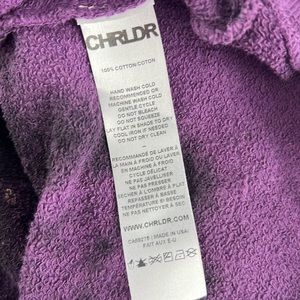 CHRLDR
100% COTTON/COTON
HAND WASH COLD
RECOMMENDED OR
MACHINE WASH COLD
GENTLE CYCLE
DO NOT BLEACH
DO NOT SQUEEZE
LAY FLAT IN SHADE TO DRY
COOL IRON IF NEEDED
DO NOT DRY CLEAN
—
RECOMMANDÉ DE LAVER À
LA MAIN À FROID OU LAVER
EN MACHINE À FROID
CYCLE DÉLICAT
NE PAS JAVELLISER
NE PAS PRESSER
SÉCHER À L'OMBRE À PLAT
REPASSER À BASSE
TEMPÉRATURE SI BESOIN
NE PAS NETTOYER À SEC
WWW.CHRLDR.COM
MADE IN USA/
FAIT AUX É-U